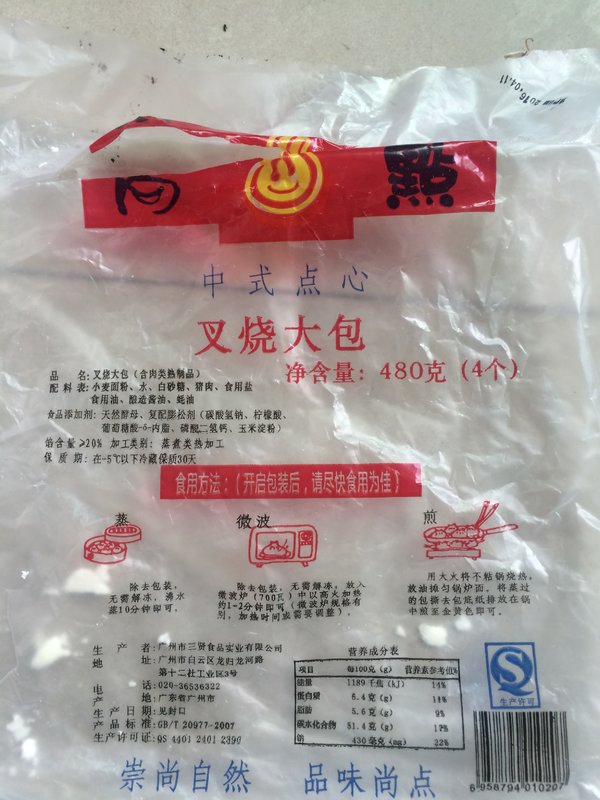 2016.04.11
點
中式点心
叉烧大包
净含量：480克（4个）
品 名：叉烧大包（含肉类熟制品）
配 料 表：小麦面粉、水、白砂糖、猪肉、食用盐
食用油、酿造酱油、蚝油
食品添加剂：天然酵母、复配膨松剂（碳酸氢钠、柠檬酸、
葡萄糖酸-δ-内脂、磷酸二氢钙、玉米淀粉）
馅含量≥20% 加工类别：蒸煮类热加工
保 质 期：在-5℃以下冷藏保质30天
食用方法：（开启包装后，请尽快食用为佳）
蒸 微波 煎
除去包装，
无需解冻，沸水
蒸10分钟即可。
除去包装，无需解冻，放入
微波炉（700瓦）中以高火加热
约1-2分钟即可（微波炉规格有
别，加热时间或需要调整）。
用大火将不粘锅烧热，
放油摊匀锅炉面。将蒸过
的包撕去包底纸排放在锅
中煎至金黄色即可。
生 产 者：广州市三贤食品实业有限公司
地 址：广州市白云区龙归龙河路
第十二社工业区3号
电 话：020-36536322
产 地：广东省广州市
生 产 日 期：见封口
产 品 标 准：GB/T 20977-2007
生产许可证：QS 4401 2401 2390
营养成分表
项目 每100克（g） 营养素参考值%
能量 1189 千焦（kJ） 14%
蛋白质 6.4 克（g） 11%
脂肪 5.6 克（g） 9%
碳水化合物 51.4 克（g） 17%
钠 430 毫克（mg） 22%
生产许可
6 958794 010207
崇尚自然 品味尚点